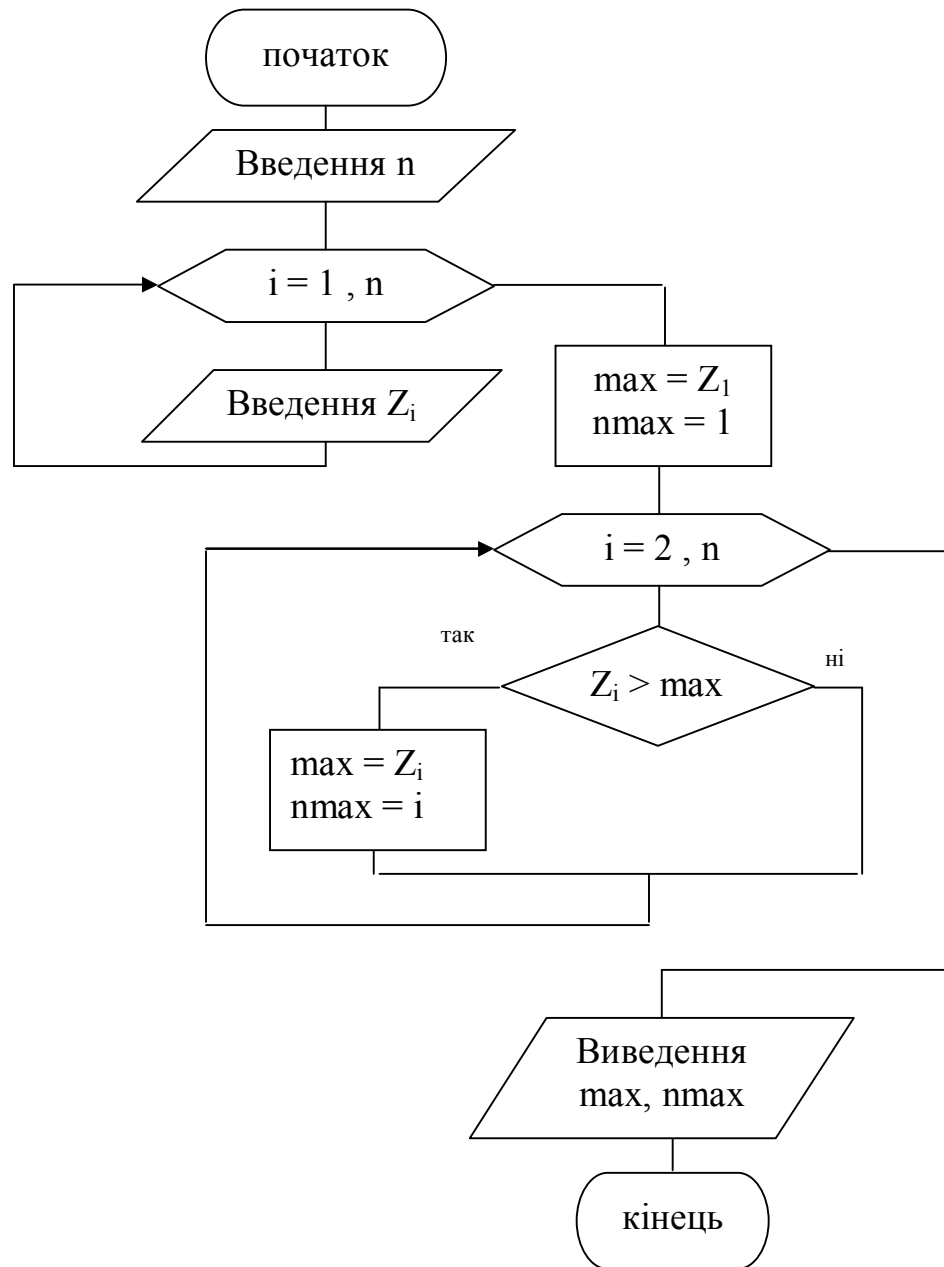 початок
Введення n
i = 1 , n
Введення Zᵢ
max = Z₁
nmax = 1
i = 2 , n
так
ні
Zᵢ > max
max = Zᵢ
nmax = i
Виведення
max, nmax
кінець